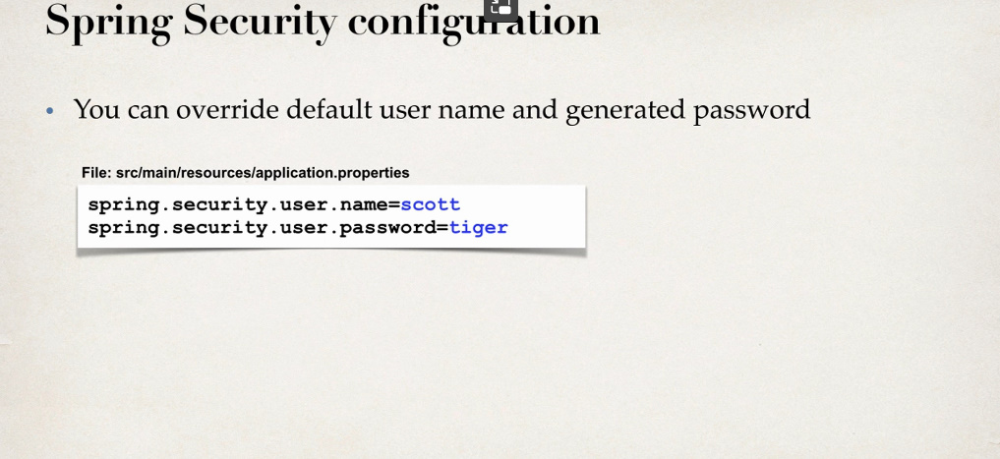 Spring Security configuration
• You can override default user name and generated password
File: src/main/resources/application.properties
spring.security.user.name=scott
spring.security.user.password=tiger